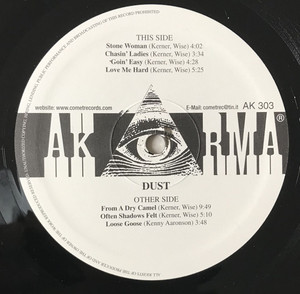 THIS SIDE
Stone Woman (Kerner, Wise) 4:02
Chasin' Ladies (Kerner, Wise) 3:34
'Goin' Easy (Kerner, Wise) 4:28
Love Me Hard (Kerner, Wise) 5:25
website: www.cometrecords.com
E-Mail: cometrec@tin.it
AK 303
AK RMA®
DUST
OTHER SIDE
From A Dry Camel (Kerner, Wise) 9:49
Often Shadows Felt (Kerner, Wise) 5:10
Loose Goose (Kenny Aaronson) 3:48